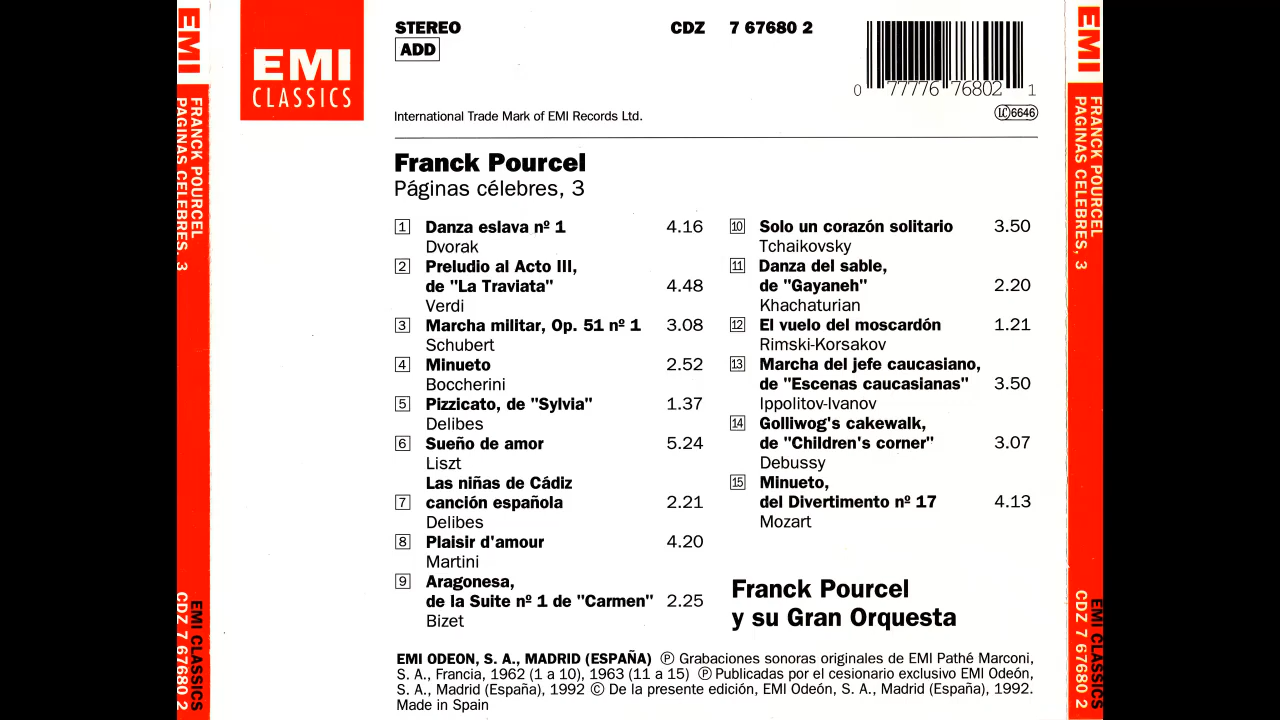 EMI
FRANCK POURCEL
PAGINAS CELEBRES, 3
EMI CLASSICS
CDZ 7 67680 2
EMI
CLASSICS
STEREO
ADD
CDZ 7 67680 2
0 77776 76802 1
LC 6646
International Trade Mark of EMI Records Ltd.
Franck Pourcel
Páginas célebres, 3
1 Danza eslava nº 1 4.16
Dvorak
2 Preludio al Acto III,
de "La Traviata" 4.48
Verdi
3 Marcha militar, Op. 51 nº 1 3.08
Schubert
4 Minueto 2.52
Boccherini
5 Pizzicato, de "Sylvia" 1.37
Delibes
6 Sueño de amor 5.24
Liszt
Las niñas de Cádiz
7 canción española 2.21
Delibes
8 Plaisir d'amour 4.20
Martini
9 Aragonesa,
de la Suite nº 1 de "Carmen" 2.25
Bizet
10 Solo un corazón solitario 3.50
Tchaikovsky
11 Danza del sable,
de "Gayaneh" 2.20
Khachaturian
12 El vuelo del moscardón 1.21
Rimski-Korsakov
13 Marcha del jefe caucasiano,
de "Escenas caucasianas" 3.50
Ippolitov-Ivanov
14 Golliwog's cakewalk,
de "Children's corner" 3.07
Debussy
15 Minueto,
del Divertimento nº 17 4.13
Mozart
Franck Pourcel
y su Gran Orquesta
EMI ODEON, S. A., MADRID (ESPAÑA) Ⓟ Grabaciones sonoras originales de EMI Pathé Marconi,
S. A., Francia, 1962 (1 a 10), 1963 (11 a 15) Ⓟ Publicadas por el cesionario exclusivo EMI Odeón,
S. A., Madrid (España), 1992 © De la presente edición, EMI Odeón, S. A., Madrid (España), 1992.
Made in Spain
EMI
FRANCK POURCEL
PAGINAS CELEBRES, 3
EMI CLASSICS
CDZ 7 67680 2